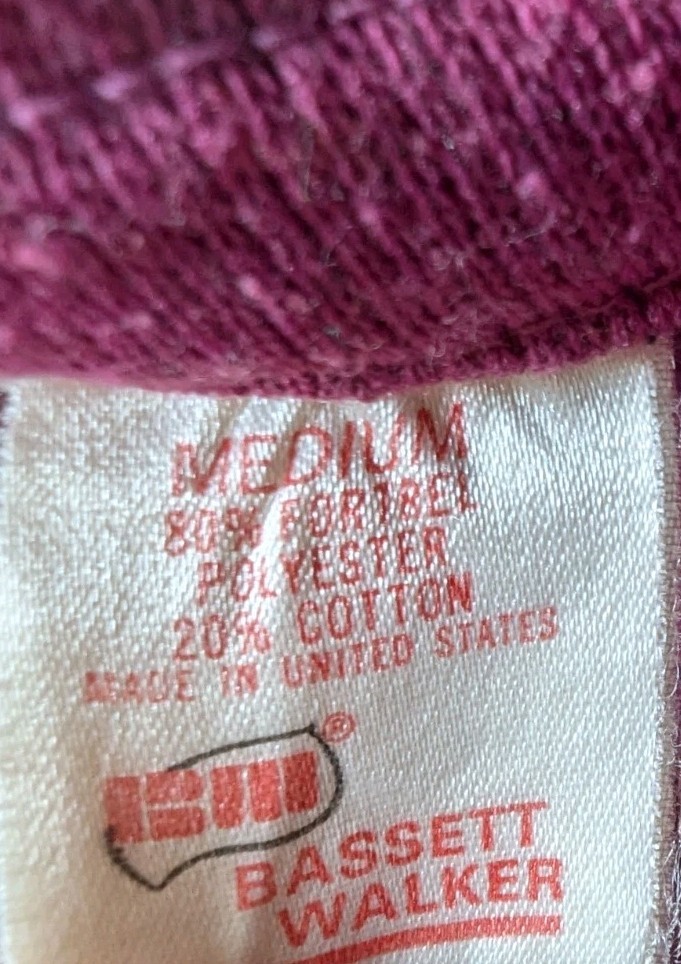 MEDIUM
80% FORTREL
POLYESTER
20% COTTON
MADE IN UNITED STATES
®
BASSETT
WALKER